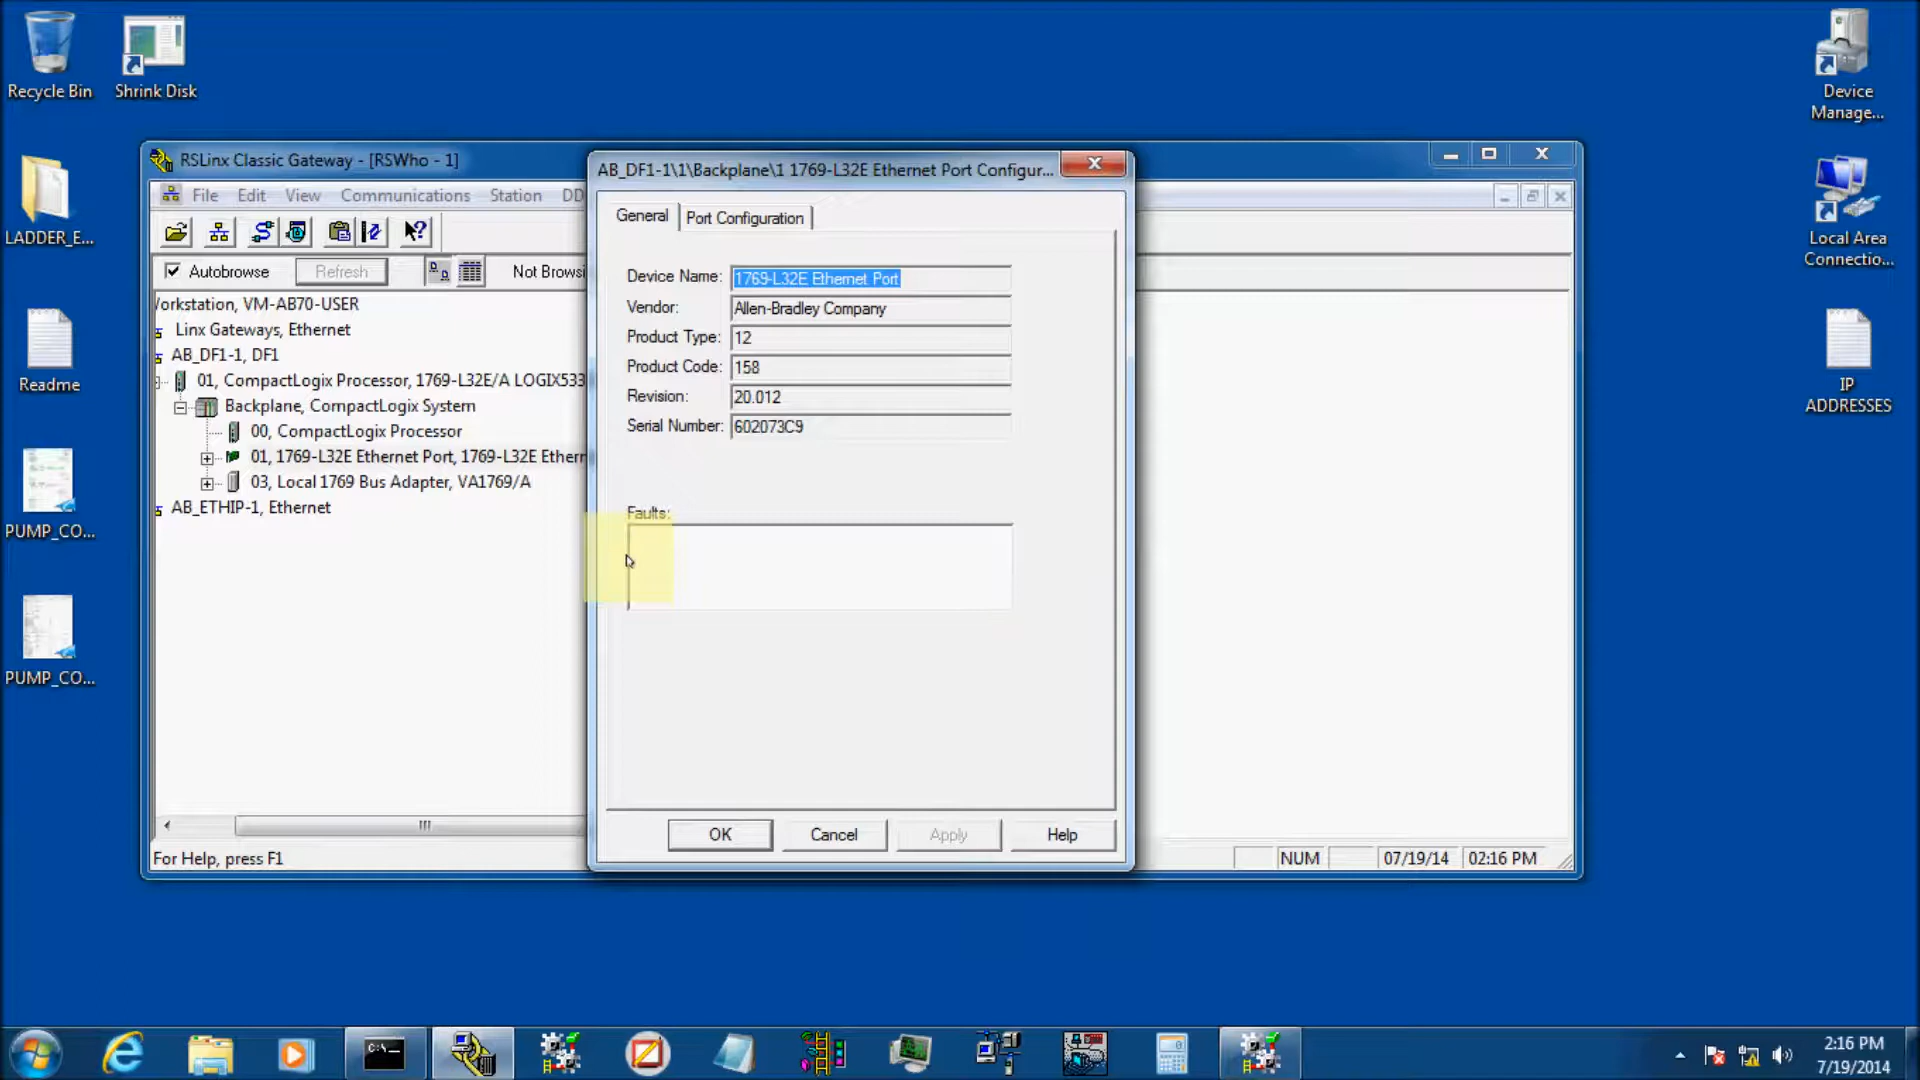 Recycle Bin
Shrink Disk
Device
Manage...
LADDER_E...
Local Area
Connectio...
Readme
IP
ADDRESSES
PUMP_CO...
PUMP_CO...
RSLinx Classic Gateway - [RSWho - 1]
File Edit View Communications Station DD
Autobrowse Refresh Not Browsi
Workstation, VM-AB70-USER
Linx Gateways, Ethernet
AB_DF1-1, DF1
01, CompactLogix Processor, 1769-L32E/A LOGIX533
Backplane, CompactLogix System
00, CompactLogix Processor
01, 1769-L32E Ethernet Port, 1769-L32E Ethern
03, Local 1769 Bus Adapter, VA1769/A
AB_ETHIP-1, Ethernet
For Help, press F1
NUM 07/19/14 02:16 PM
AB_DF1-1\1\Backplane\1 1769-L32E Ethernet Port Configur...
General Port Configuration
Device Name: 1769-L32E Ethernet Port
Vendor: Allen-Bradley Company
Product Type: 12
Product Code: 158
Revision: 20.012
Serial Number: 602073C9
Faults:
OK Cancel Apply Help
C:\
2:16 PM
7/19/2014